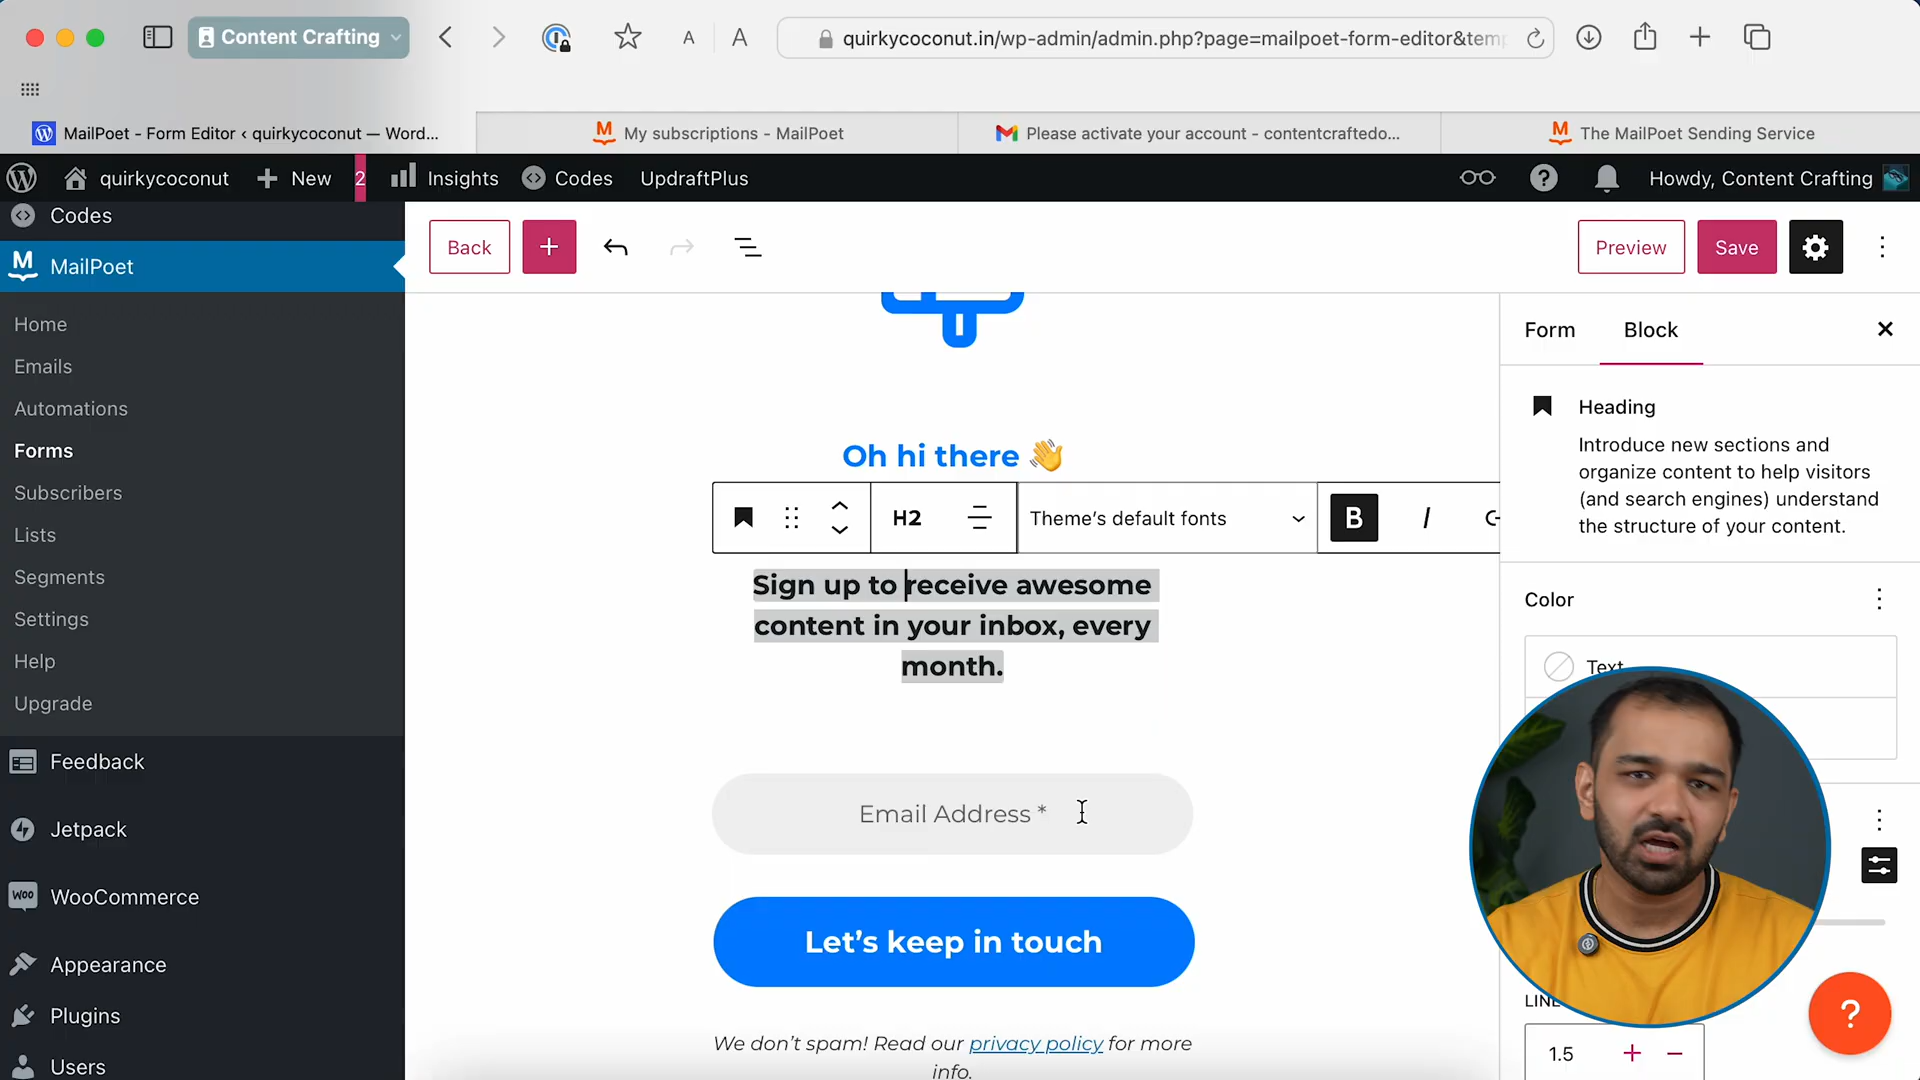 Content Crafting
A
A
quirkycoconut.in/wp-admin/admin.php?page=mailpoet-form-editor&temp
MailPoet - Form Editor ‹ quirkycoconut — Word...
My subscriptions - MailPoet
Please activate your account - contentcraftedo...
The MailPoet Sending Service
quirkycoconut
New
2
Insights
Codes
UpdraftPlus
Howdy, Content Crafting
Codes
MailPoet
Home
Emails
Automations
Forms
Subscribers
Lists
Segments
Settings
Help
Upgrade
Feedback
Jetpack
WooCommerce
Appearance
Plugins
Users
Back
Preview
Save
Oh hi there 👋
H2
Theme's default fonts
B
I
Sign up to receive awesome
content in your inbox, every
month.
Email Address *
Let's keep in touch
We don't spam! Read our privacy policy for more
info.
Form
Block
Heading
Introduce new sections and
organize content to help visitors
(and search engines) understand
the structure of your content.
Color
Text
1.5
?